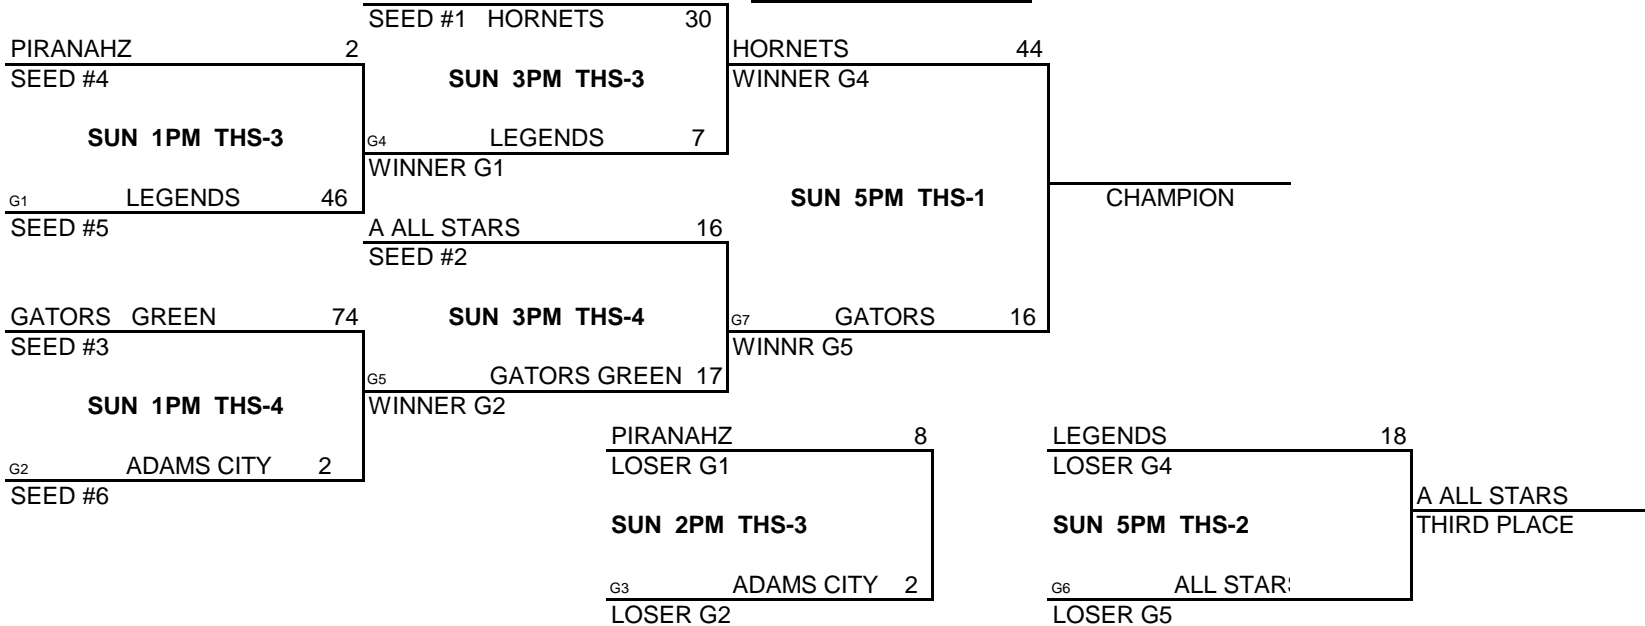 SEED #1 HORNETS 30
PIRANAHZ 2
HORNETS 44
SEED #4
SUN 3PM THS-3
WINNER G4
SUN 1PM THS-3
G4 LEGENDS 7
WINNER G1
G1 LEGENDS 46
SUN 5PM THS-1
CHAMPION
SEED #5
A ALL STARS 16
SEED #2
GATORS GREEN 74
SUN 3PM THS-4
G7 GATORS 16
SEED #3
WINNR G5
G5 GATORS GREEN 17
SUN 1PM THS-4
WINNER G2
PIRANAHZ 8
LEGENDS 18
G2 ADAMS CITY 2
LOSER G1
LOSER G4
SEED #6
A ALL STARS
SUN 2PM THS-3
SUN 5PM THS-2
THIRD PLACE
G3 ADAMS CITY 2
G6 ALL STAR
LOSER G2
LOSER G5